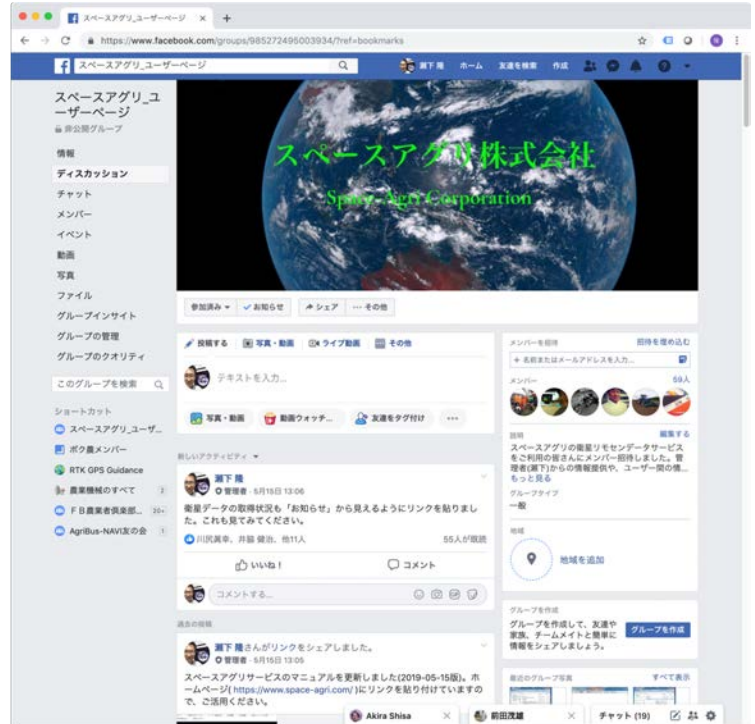 スペースアグリ_ユーザーページ
https://www.facebook.com/groups/985272495003934/?ref=bookmarks
スペースアグリ_ユーザーページ
瀬下 隆 ホーム 友達を検索 作成
スペースアグリ_ユ
ーザーページ
非公開グループ
情報
ディスカッション
チャット
メンバー
イベント
動画
写真
ファイル
グループインサイト
グループの管理
グループのクオリティ
このグループを検索
ショートカット
スペースアグリ_ユーザ...
ボク農メンバー
RTK GPS Guidance
農業機械のすべて 2
ＦＢ農業者倶楽部... 20+
AgriBus-NAVI友の会 1
スペースアグリ株式会社
Space Agri Corporation
参加済み お知らせ シェア ... その他
投稿する 写真・動画 ライブ動画 その他
テキストを入力...
写真・動画 動画ウォッチ... 友達をタグ付け ...
新しいアクティビティ
瀬下 隆
管理者・5月15日 13:06
衛星データの取得状況も「お知らせ」から見えるようにリンクを貼りまし
た。これも見てみてください。
川尻眞幸、井脇 健治、他11人 55人が既読
いいね！ コメント
コメントする...
過去の投稿
瀬下 隆さんがリンクをシェアしました。
管理者・5月15日 13:05
スペースアグリサービスのマニュアルを更新しました(2019-05-15版)。ホ
ームページ( https://www.space-agri.com/ )にリンクを貼り付けていますの
で、ご活用ください。
メンバーを招待 招待を埋め込む
+ 名前またはメールアドレスを入力...
メンバー 59人
説明 編集する
スペースアグリの衛星リモセンデータサービス
をご利用の皆さんにメンバー招待しました。管
理者(瀬下)からの情報提供や、ユーザー間の情...
もっと見る
グループタイプ
一般
地域
地域を追加
グループを作成
グループを作成して、友達や
家族、チームメイトと簡単に
情報をシェアしましょう。
グループを作成
最近のグループ写真 すべて表示
Akira Shisa 前田茂雄 チャット (19)